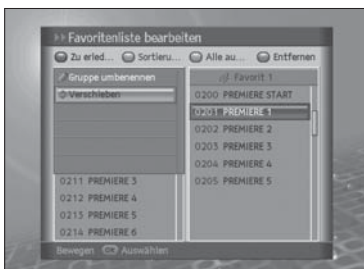 Favoritenliste bearbeiten
Zu erled... Sortieru... Alle au... Entfernen
Gruppe umbenennen
Verschieben
0211 PREMIERE 3
0212 PREMIERE 4
0213 PREMIERE 5
0214 PREMIERE 6
Favorit 1
0200 PREMIERE START
0201 PREMIERE 1
0202 PREMIERE 2
0203 PREMIERE 3
0204 PREMIERE 4
0205 PREMIERE 5
Bewegen OK Auswählen